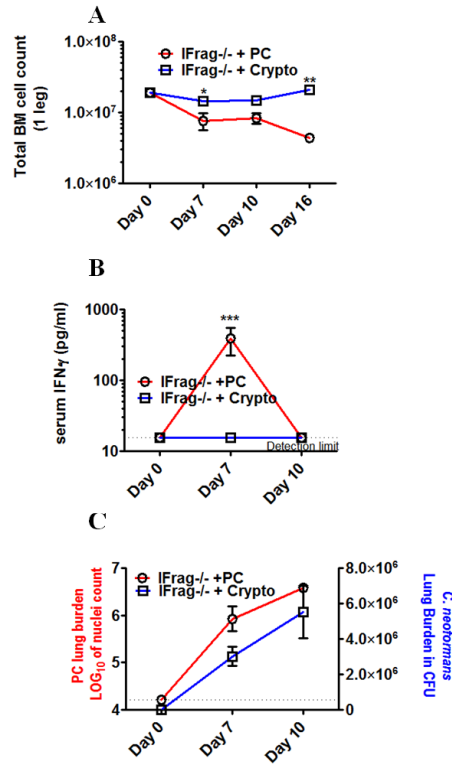 A
Total BM cell count
(1 leg)
1.0×10⁸
1.0×10⁷
1.0×10⁶
IFrag-/- + PC
IFrag-/- + Crypto
*
**
Day 0
Day 7
Day 10
Day 16
B
serum IFNγ (pg/ml)
1000
100
10
***
IFrag-/- +PC
IFrag-/- + Crypto
Detection limit
Day 0
Day 7
Day 10
C
PC lung burden
LOG₁₀ of nuclei count
7
6
5
4
IFrag-/- +PC
IFrag-/- + Crypto
8.0×10⁶
6.0×10⁶
4.0×10⁶
2.0×10⁶
0
C. neoformans
Lung Burden in CFU
Day 0
Day 7
Day 10